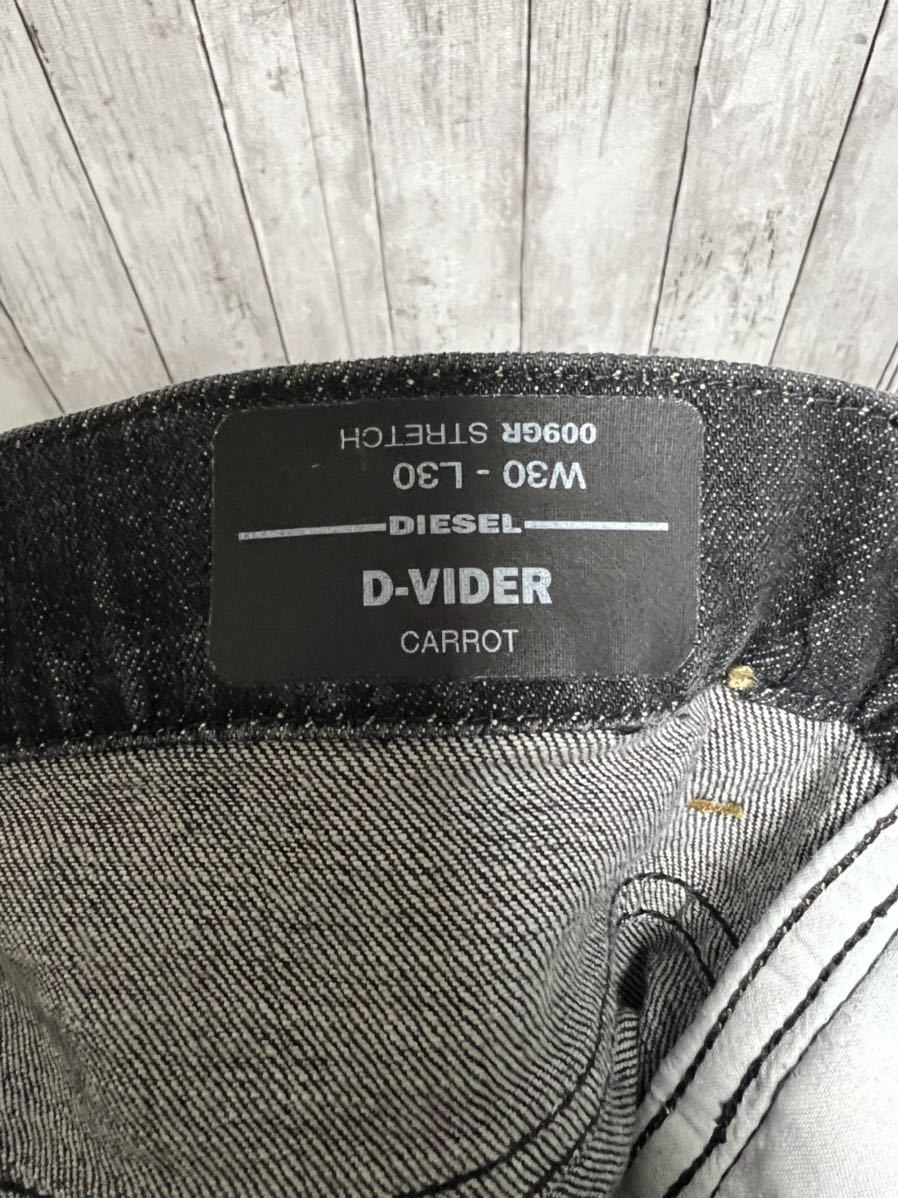 009GR STRETCH
W30 - L30
DIESEL
D-VIDER
CARROT